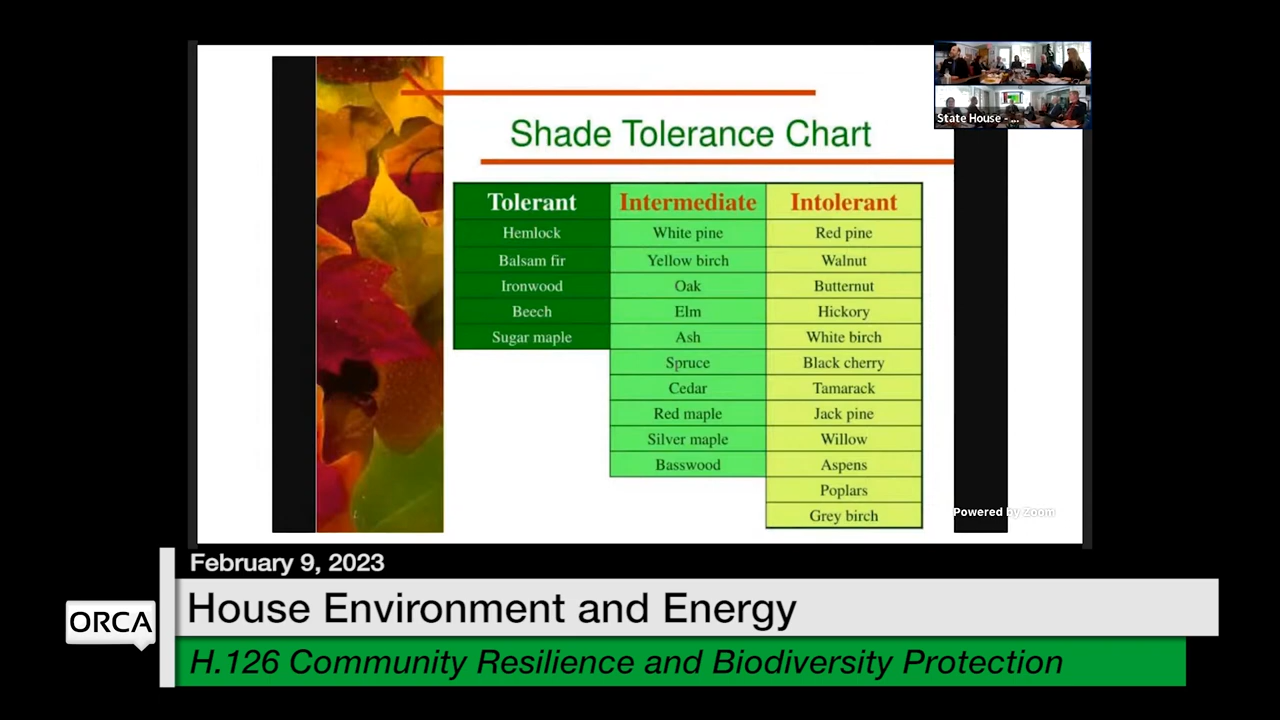 State House - ...
Shade Tolerance Chart
Tolerant Intermediate Intolerant
Hemlock White pine Red pine
Balsam fir Yellow birch Walnut
Ironwood Oak Butternut
Beech Elm Hickory
Sugar maple Ash White birch
Spruce Black cherry
Cedar Tamarack
Red maple Jack pine
Silver maple Willow
Basswood Aspens
Poplars
Grey birch
Powered by Zoom
February 9, 2023
ORCA
House Environment and Energy
H.126 Community Resilience and Biodiversity Protection